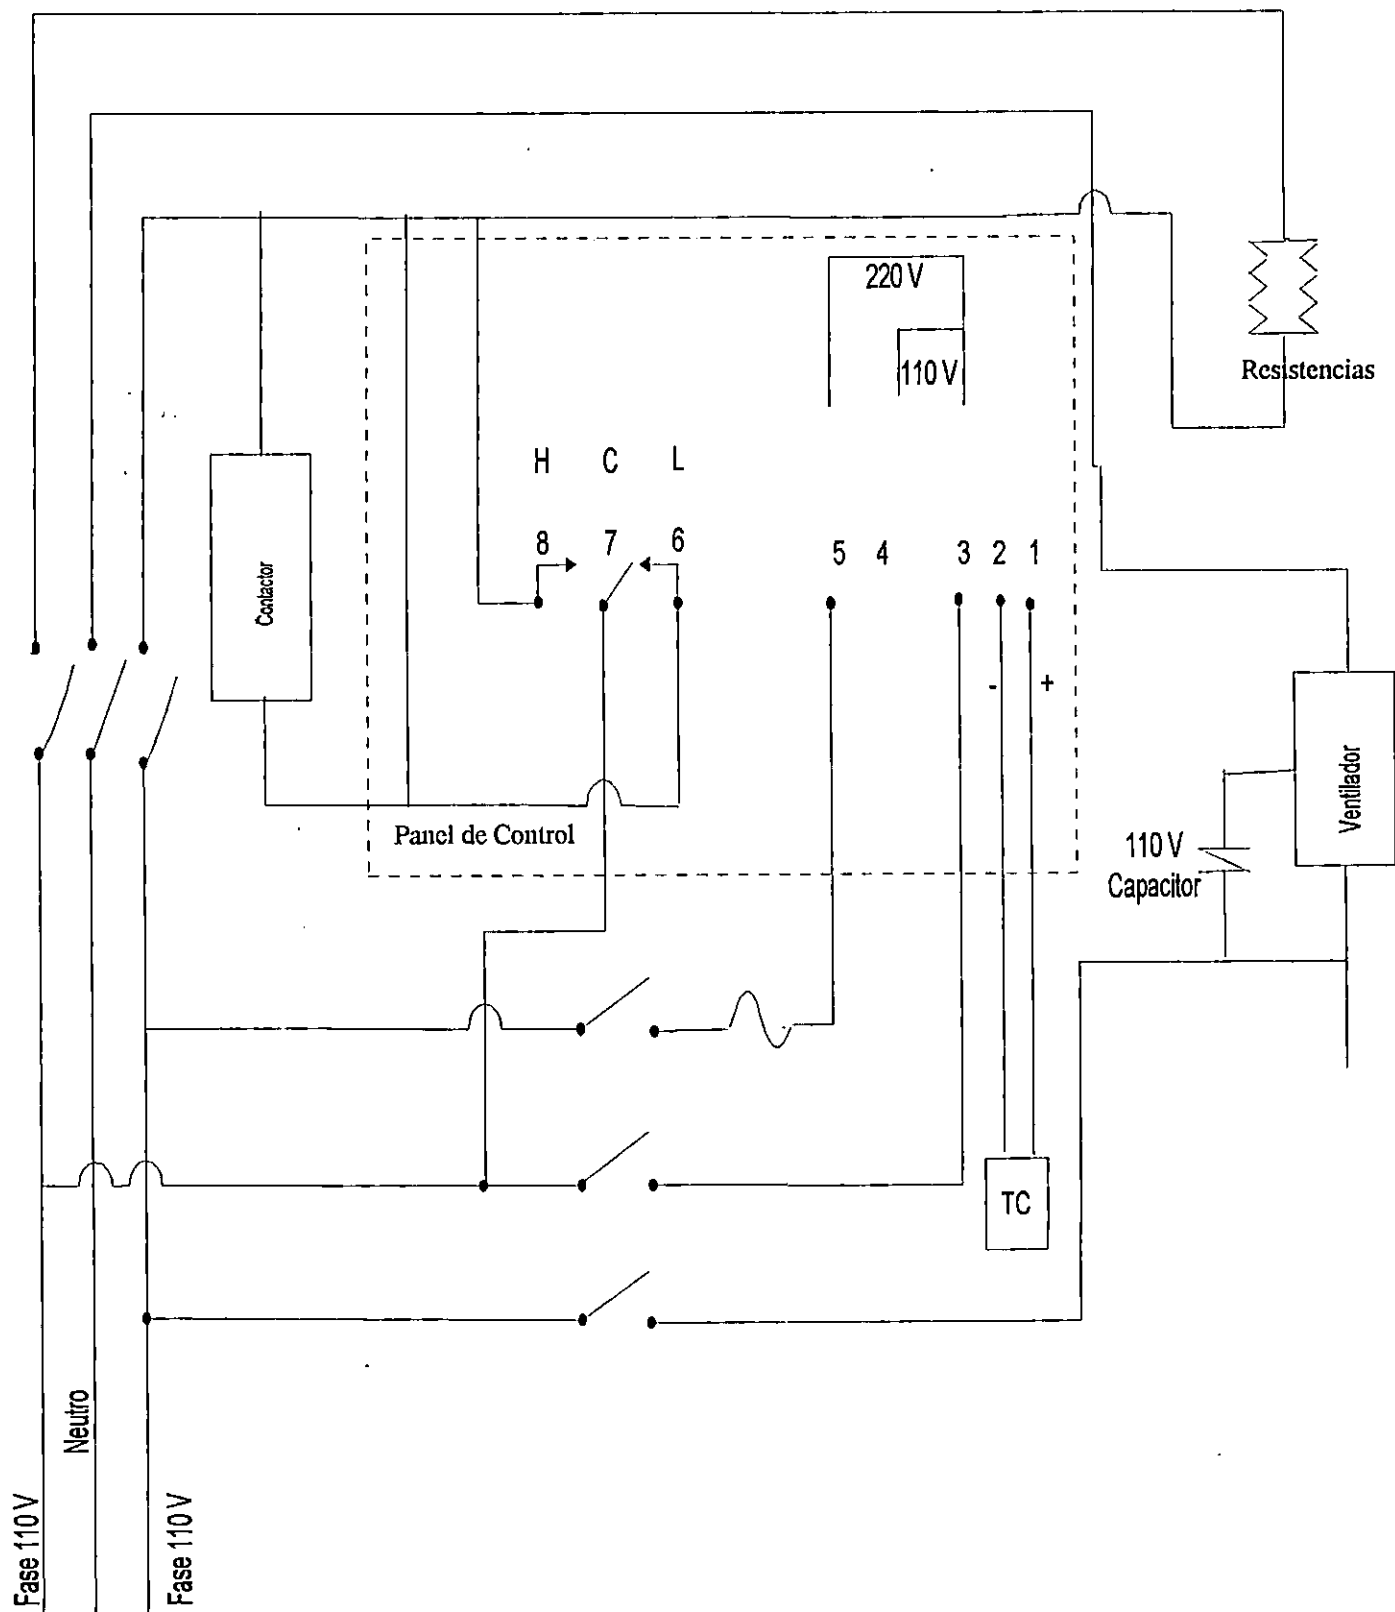 220 V
110 V
Resistencias
H C L
8 7 6
5 4 3 2 1
- +
Contactor
Panel de Control
Ventilador
110 V
Capacitor
TC
Neutro
Fase 110 V
Fase 110 V